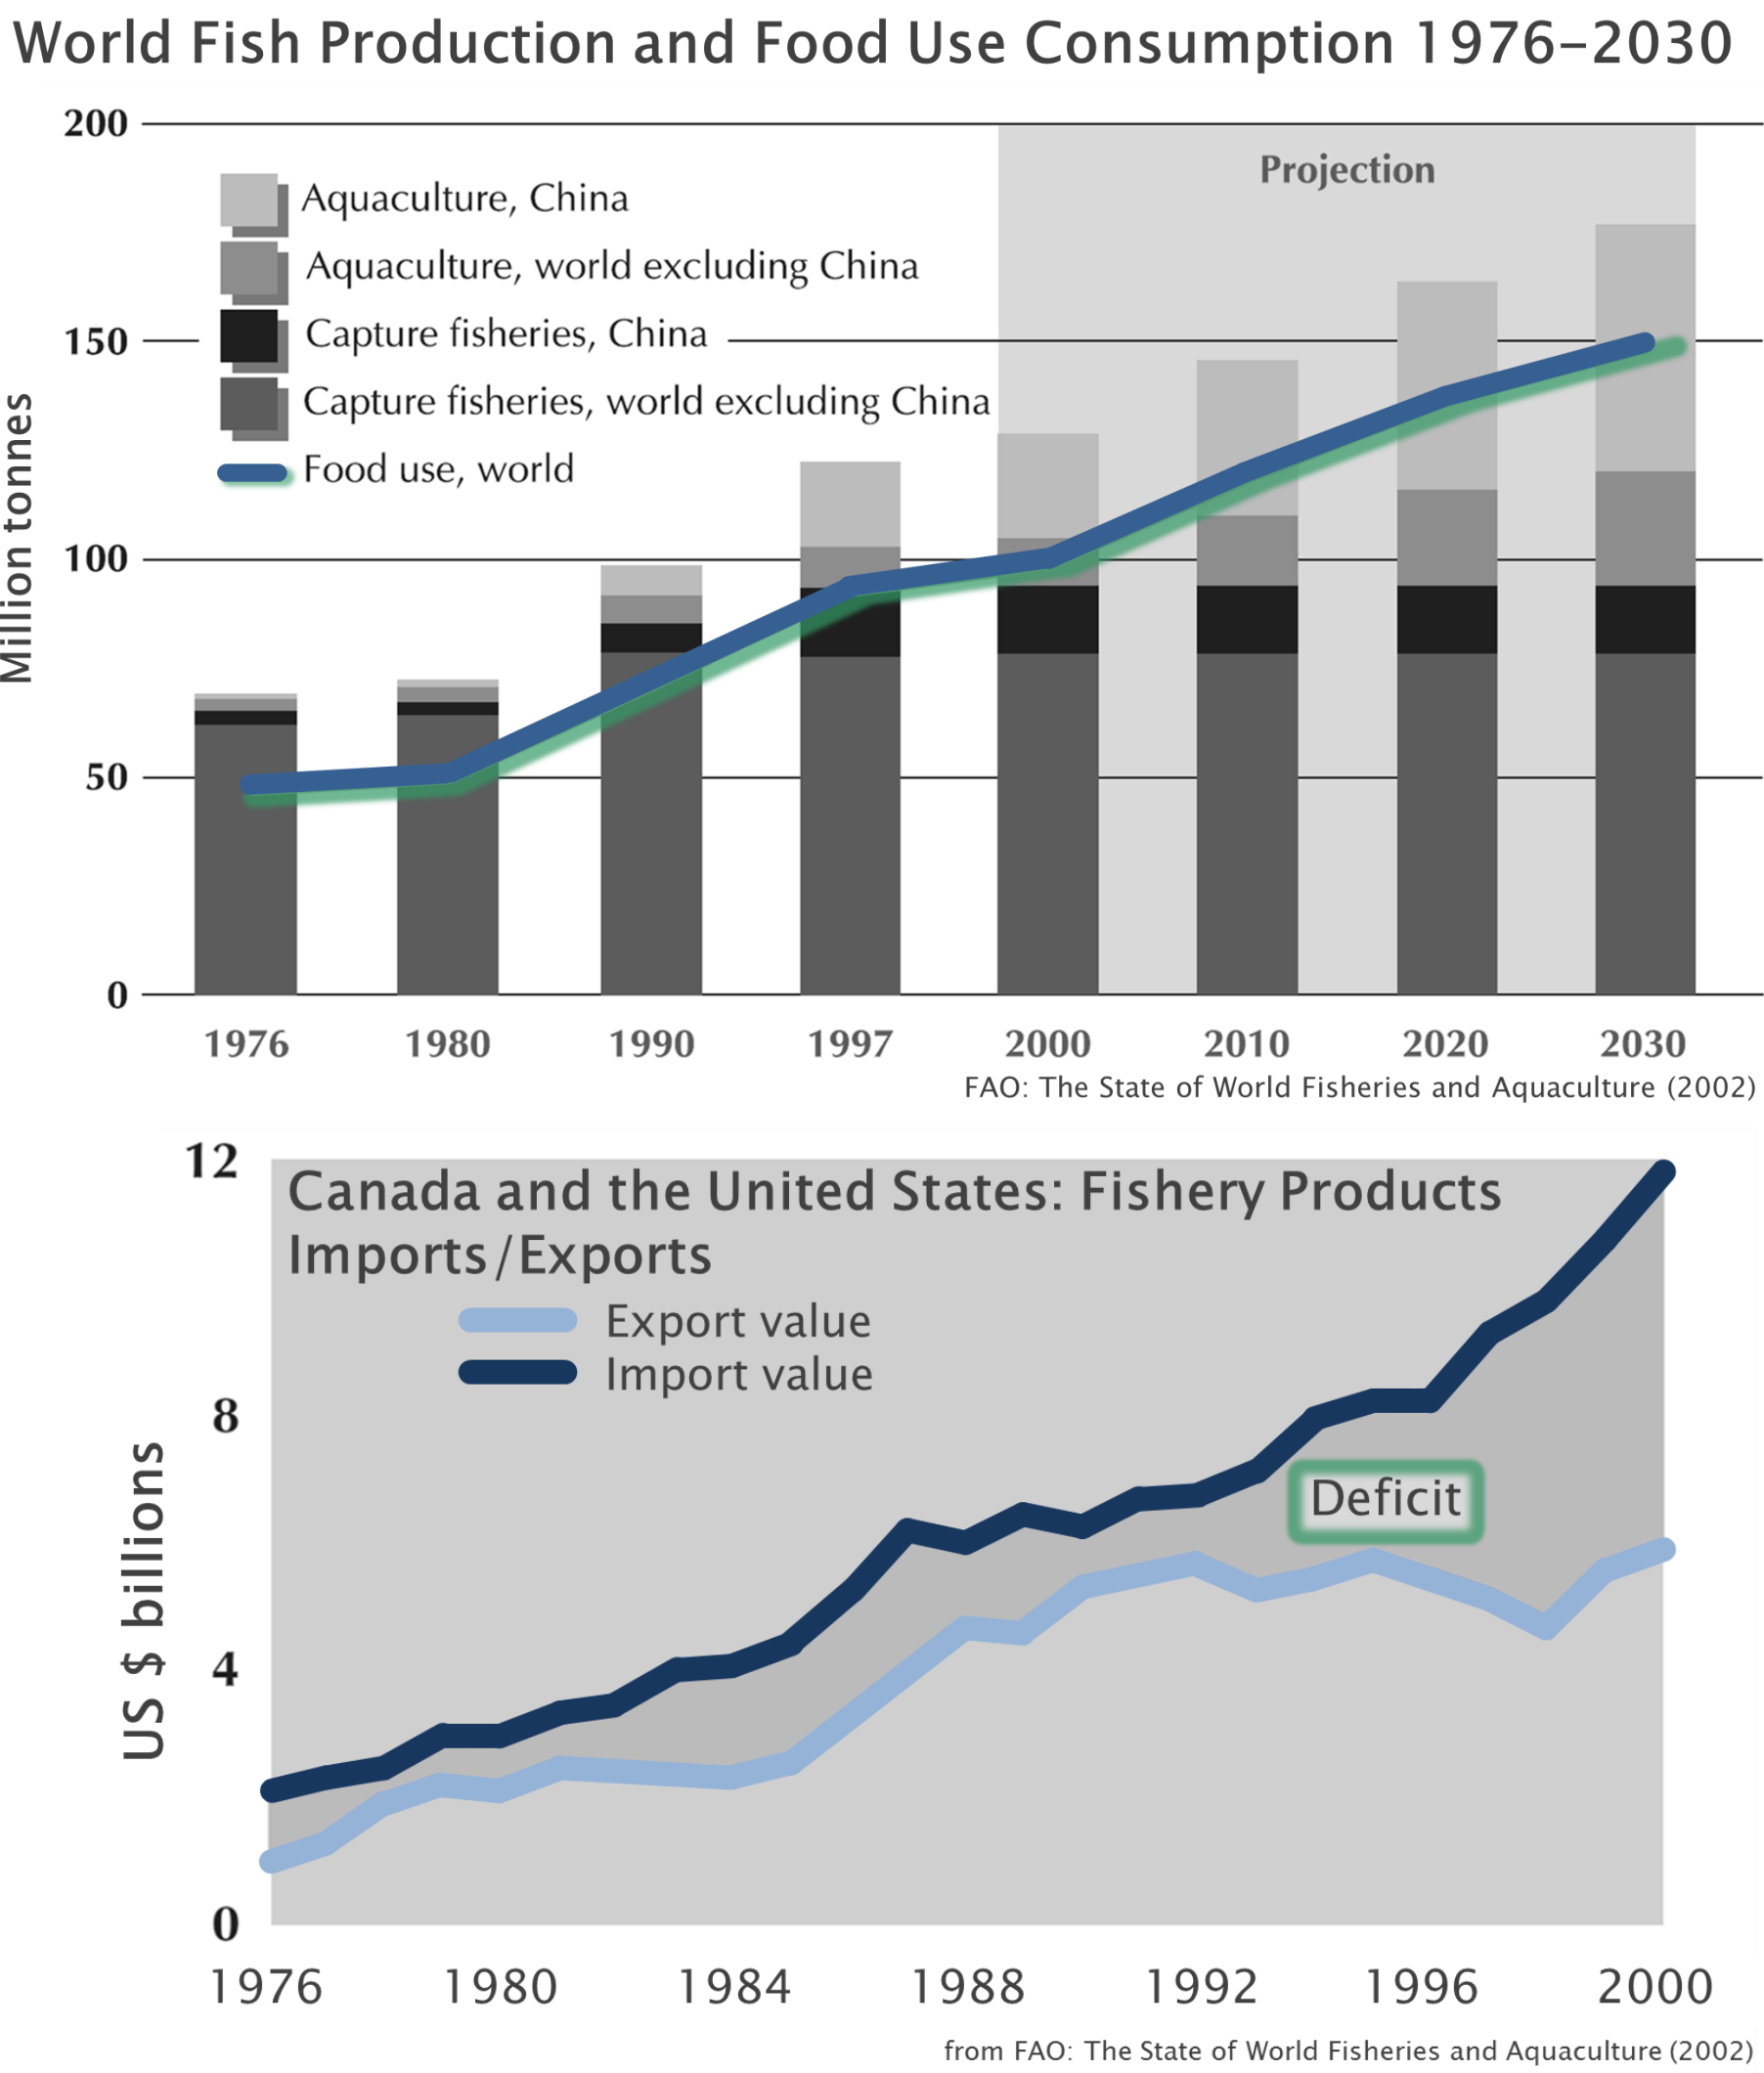 World Fish Production and Food Use Consumption 1976–2030
200
Projection
Aquaculture, China
Aquaculture, world excluding China
150
Capture fisheries, China
Capture fisheries, world excluding China
Food use, world
Million tonnes
100
50
0
1976 1980 1990 1997 2000 2010 2020 2030
FAO: The State of World Fisheries and Aquaculture (2002)
12
Canada and the United States: Fishery Products
Imports/Exports
Export value
Import value
8
Deficit
US $ billions
4
0
1976 1980 1984 1988 1992 1996 2000
from FAO: The State of World Fisheries and Aquaculture (2002)